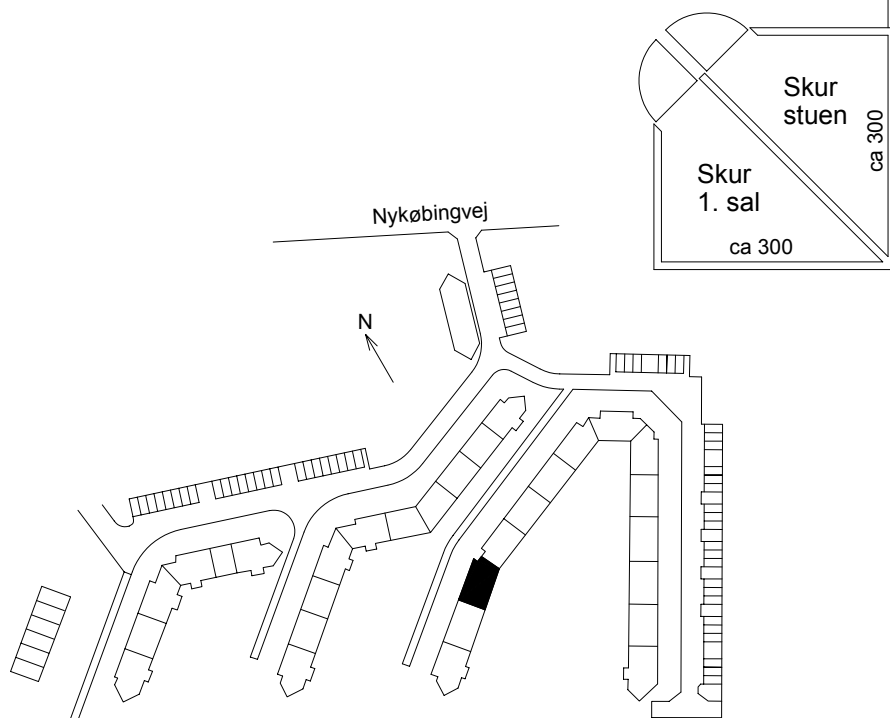 Skur
stuen
ca 300
Skur
1. sal
ca 300
Nykøbingvej
N